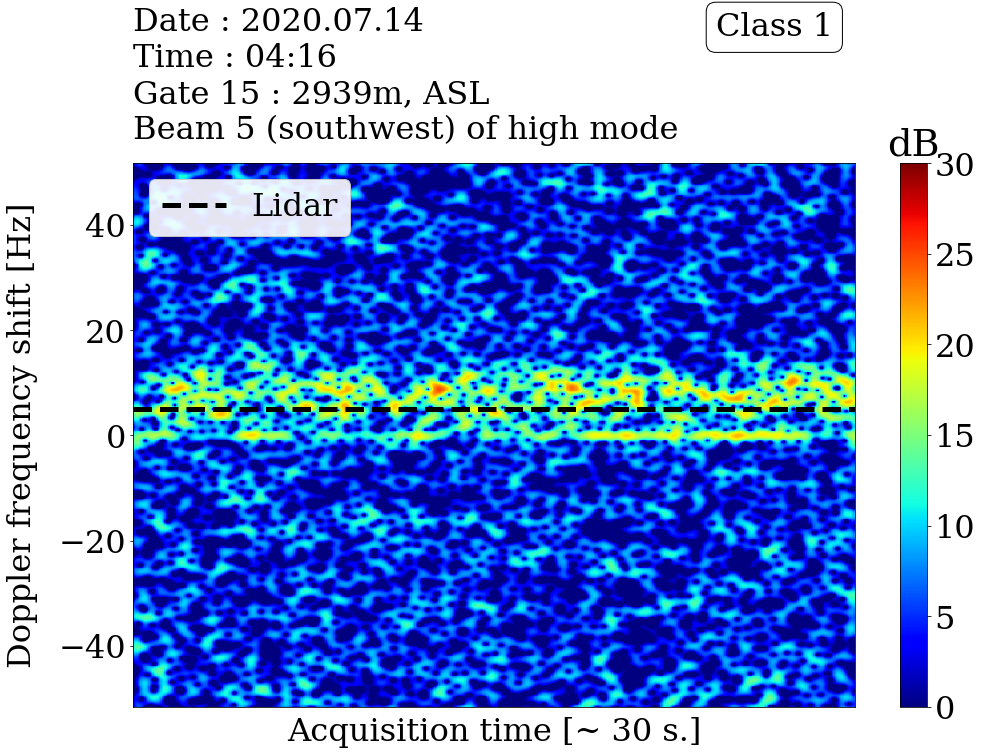 Date : 2020.07.14
Time : 04:16
Gate 15 : 2939m, ASL
Beam 5 (southwest) of high mode
Class 1
dB
Lidar
Doppler frequency shift [Hz]
40
20
0
−20
−40
30
25
20
15
10
5
0
Acquisition time [~ 30 s.]